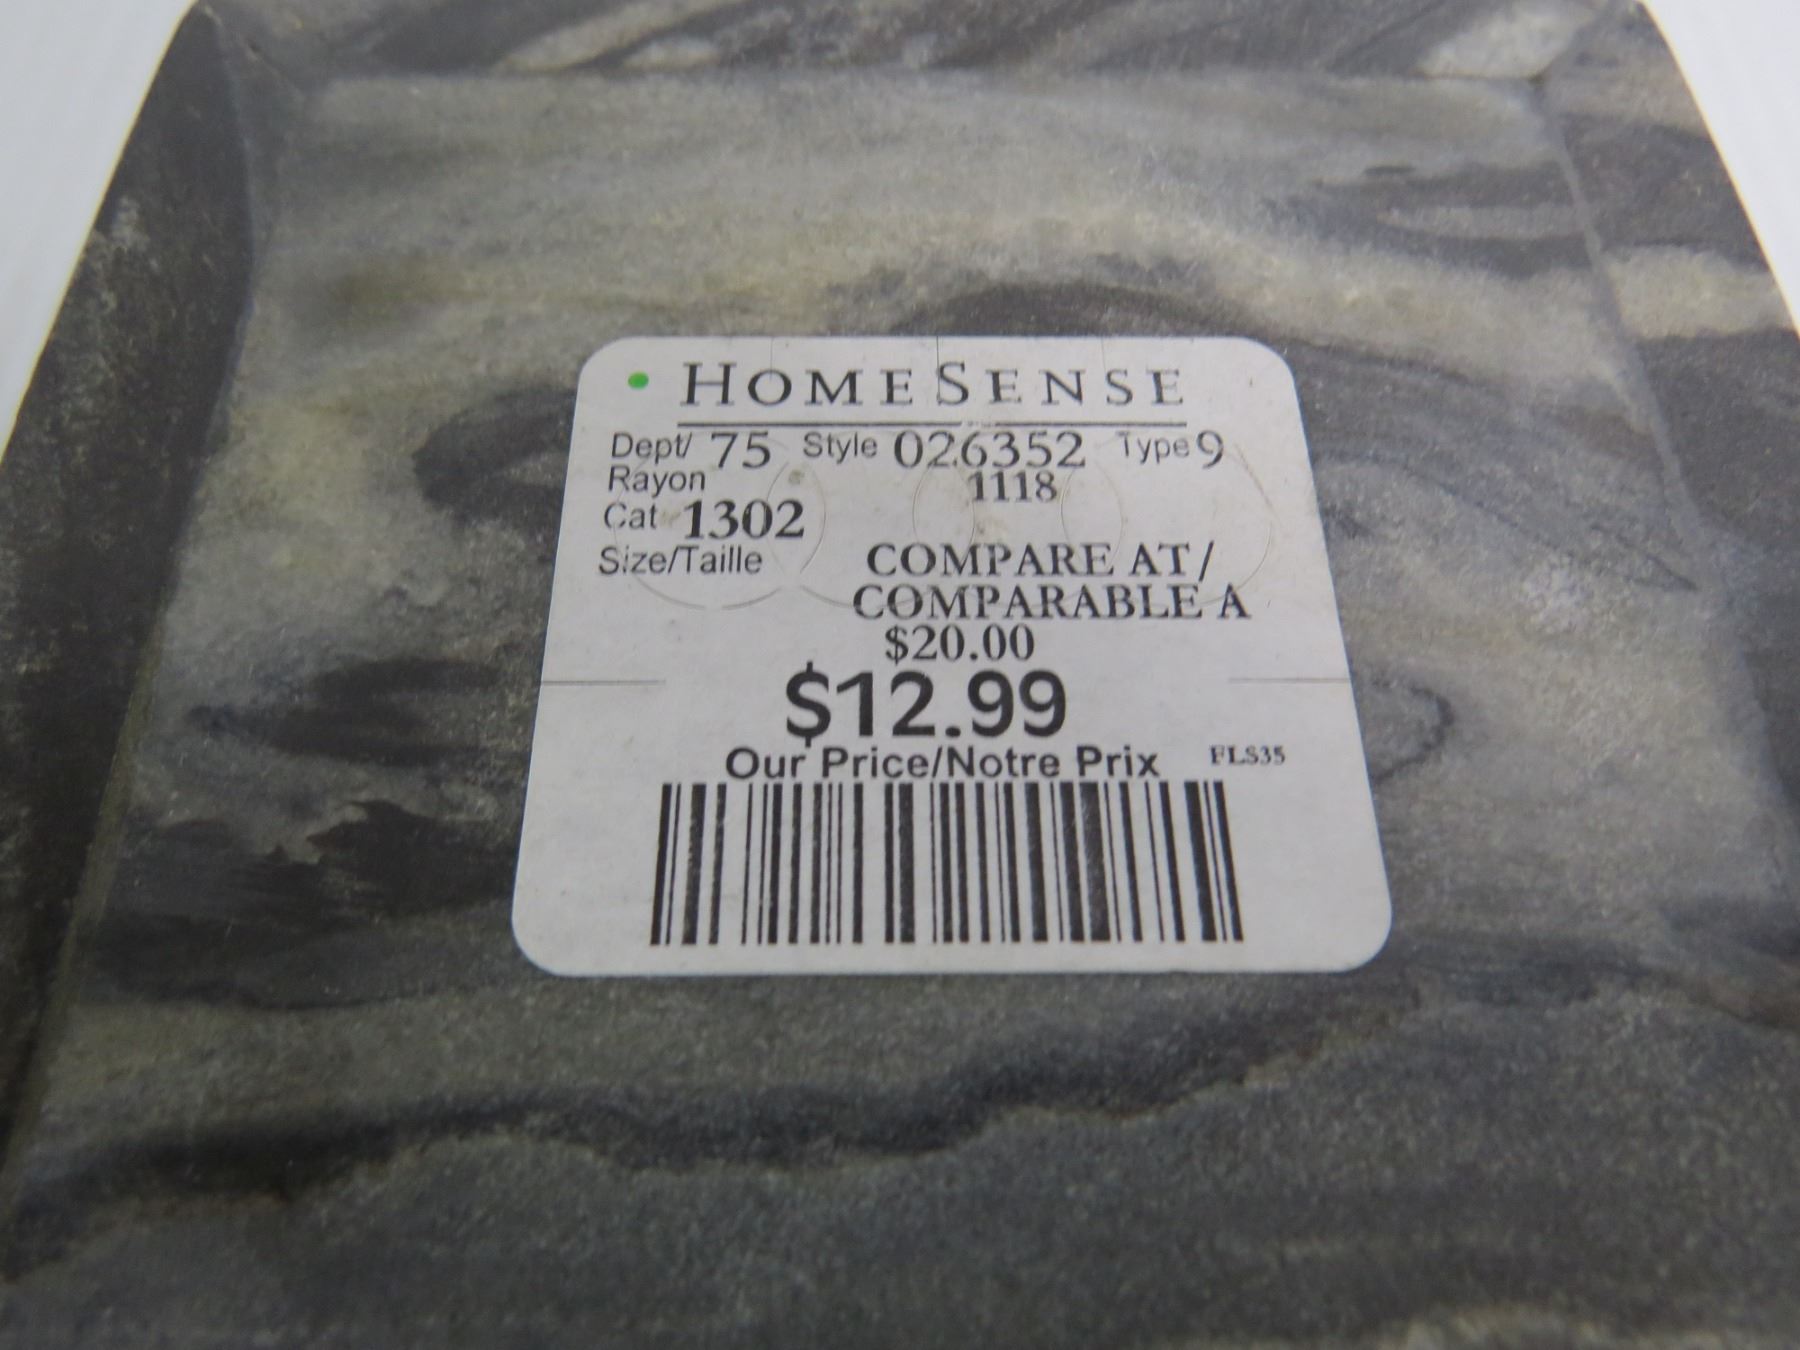 HOMESENSE
Dept/ 75 Style 026352 Type 9
Rayon 1118
Cat 1302
Size/Taille COMPARE AT/
COMPARABLE A
$20.00
$12.99
Our Price/Notre Prix FLS35